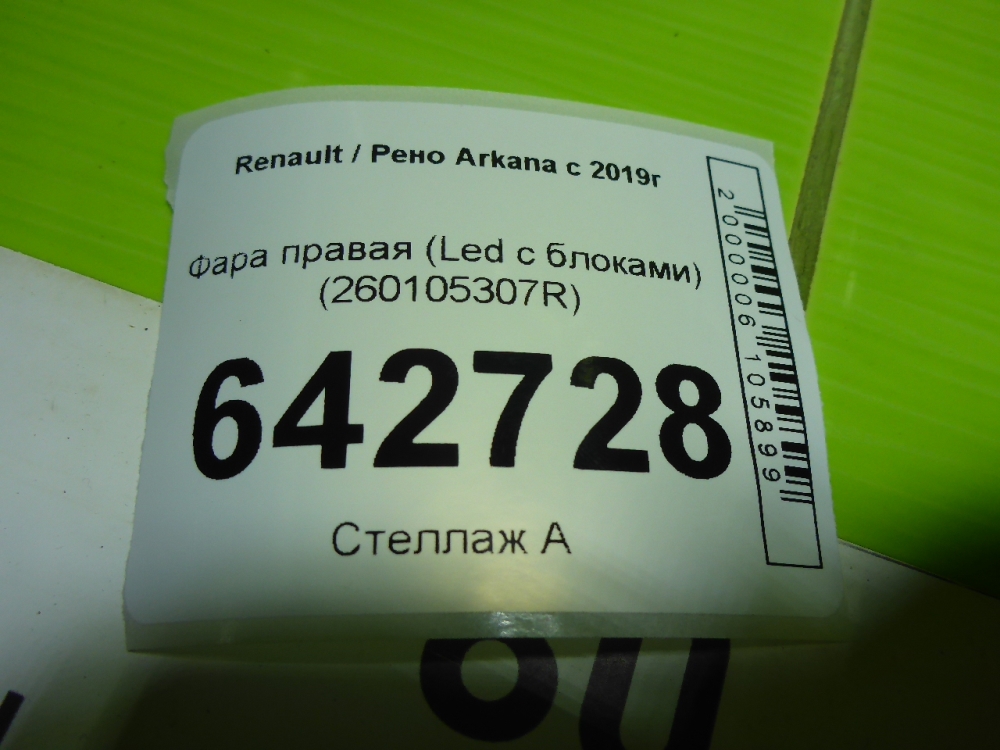 Renault / Рено Arkana с 2019г
Фара правая (Led с блоками)
(260105307R)
642728
Стеллаж А
2000006105899